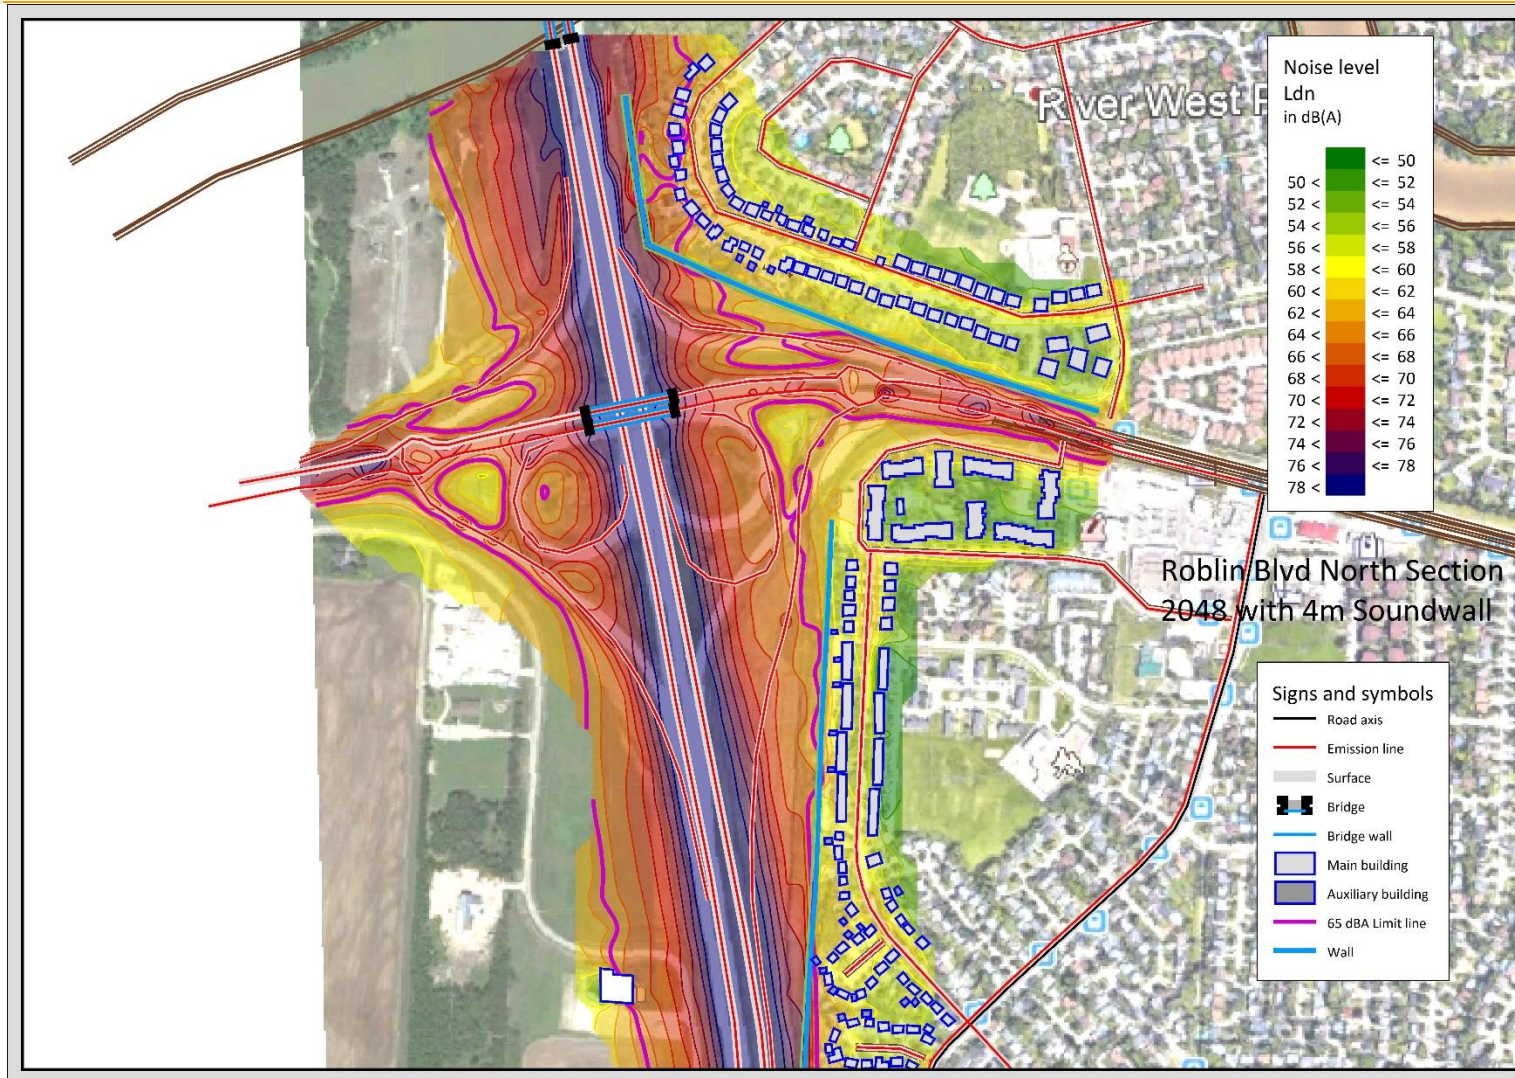 River West
Noise level
Ldn
in dB(A)
<= 50
50 < <= 52
52 < <= 54
54 < <= 56
56 < <= 58
58 < <= 60
60 < <= 62
62 < <= 64
64 < <= 66
66 < <= 68
68 < <= 70
70 < <= 72
72 < <= 74
74 < <= 76
76 < <= 78
78 <
Roblin Blvd North Section
2048 with 4m Soundwall
Signs and symbols
Road axis
Emission line
Surface
Bridge
Bridge wall
Main building
Auxiliary building
65 dBA Limit line
Wall